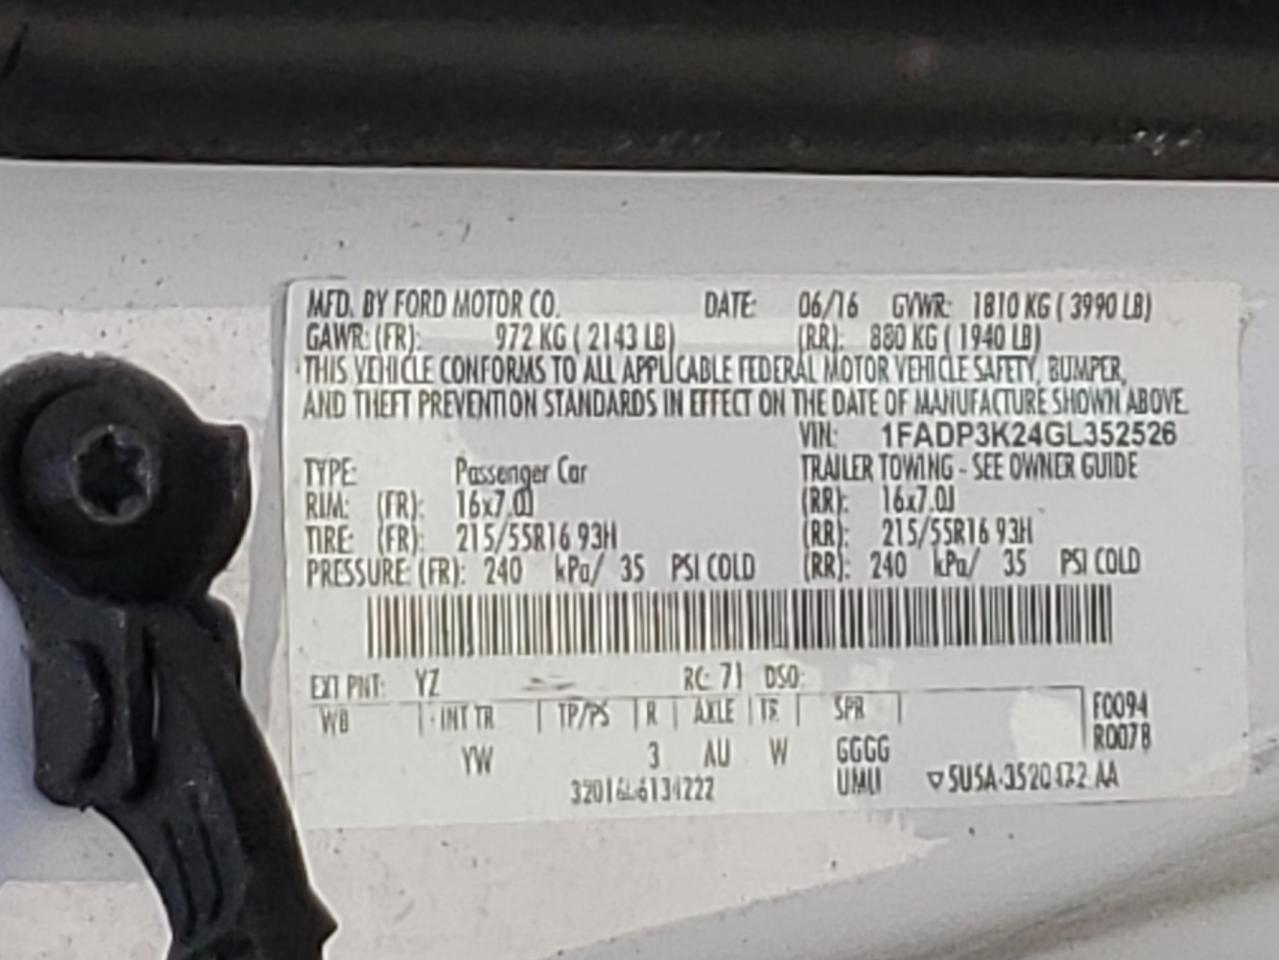 MFD. BY FORD MOTOR CO. DATE: 06/16 GVWR: 1810 KG ( 3990 LB)
GAWR: (FR): 972 KG ( 2143 LB) (RR): 880 KG ( 1940 LB)
THIS VEHICLE CONFORMS TO ALL APPLICABLE FEDERAL MOTOR VEHICLE SAFETY, BUMPER,
AND THEFT PREVENTION STANDARDS IN EFFECT ON THE DATE OF MANUFACTURE SHOWN ABOVE.
VIN: 1FADP3K24GL352526
TYPE: Passenger Car TRAILER TOWING - SEE OWNER GUIDE
RIM: (FR): 16x7.0J (RR): 16x7.0J
TIRE: (FR): 215/55R16 93H (RR): 215/55R16 93H
PRESSURE: (FR): 240 kPa/ 35 PSI COLD (RR): 240 kPa/ 35 PSI COLD
EXT PNT: YZ RC: 71 DSO:
WB | INT TR | TP/PS | R | AXLE | TR | SPR | F0094
R0078
YW 3 AU W GGGG
UMUI